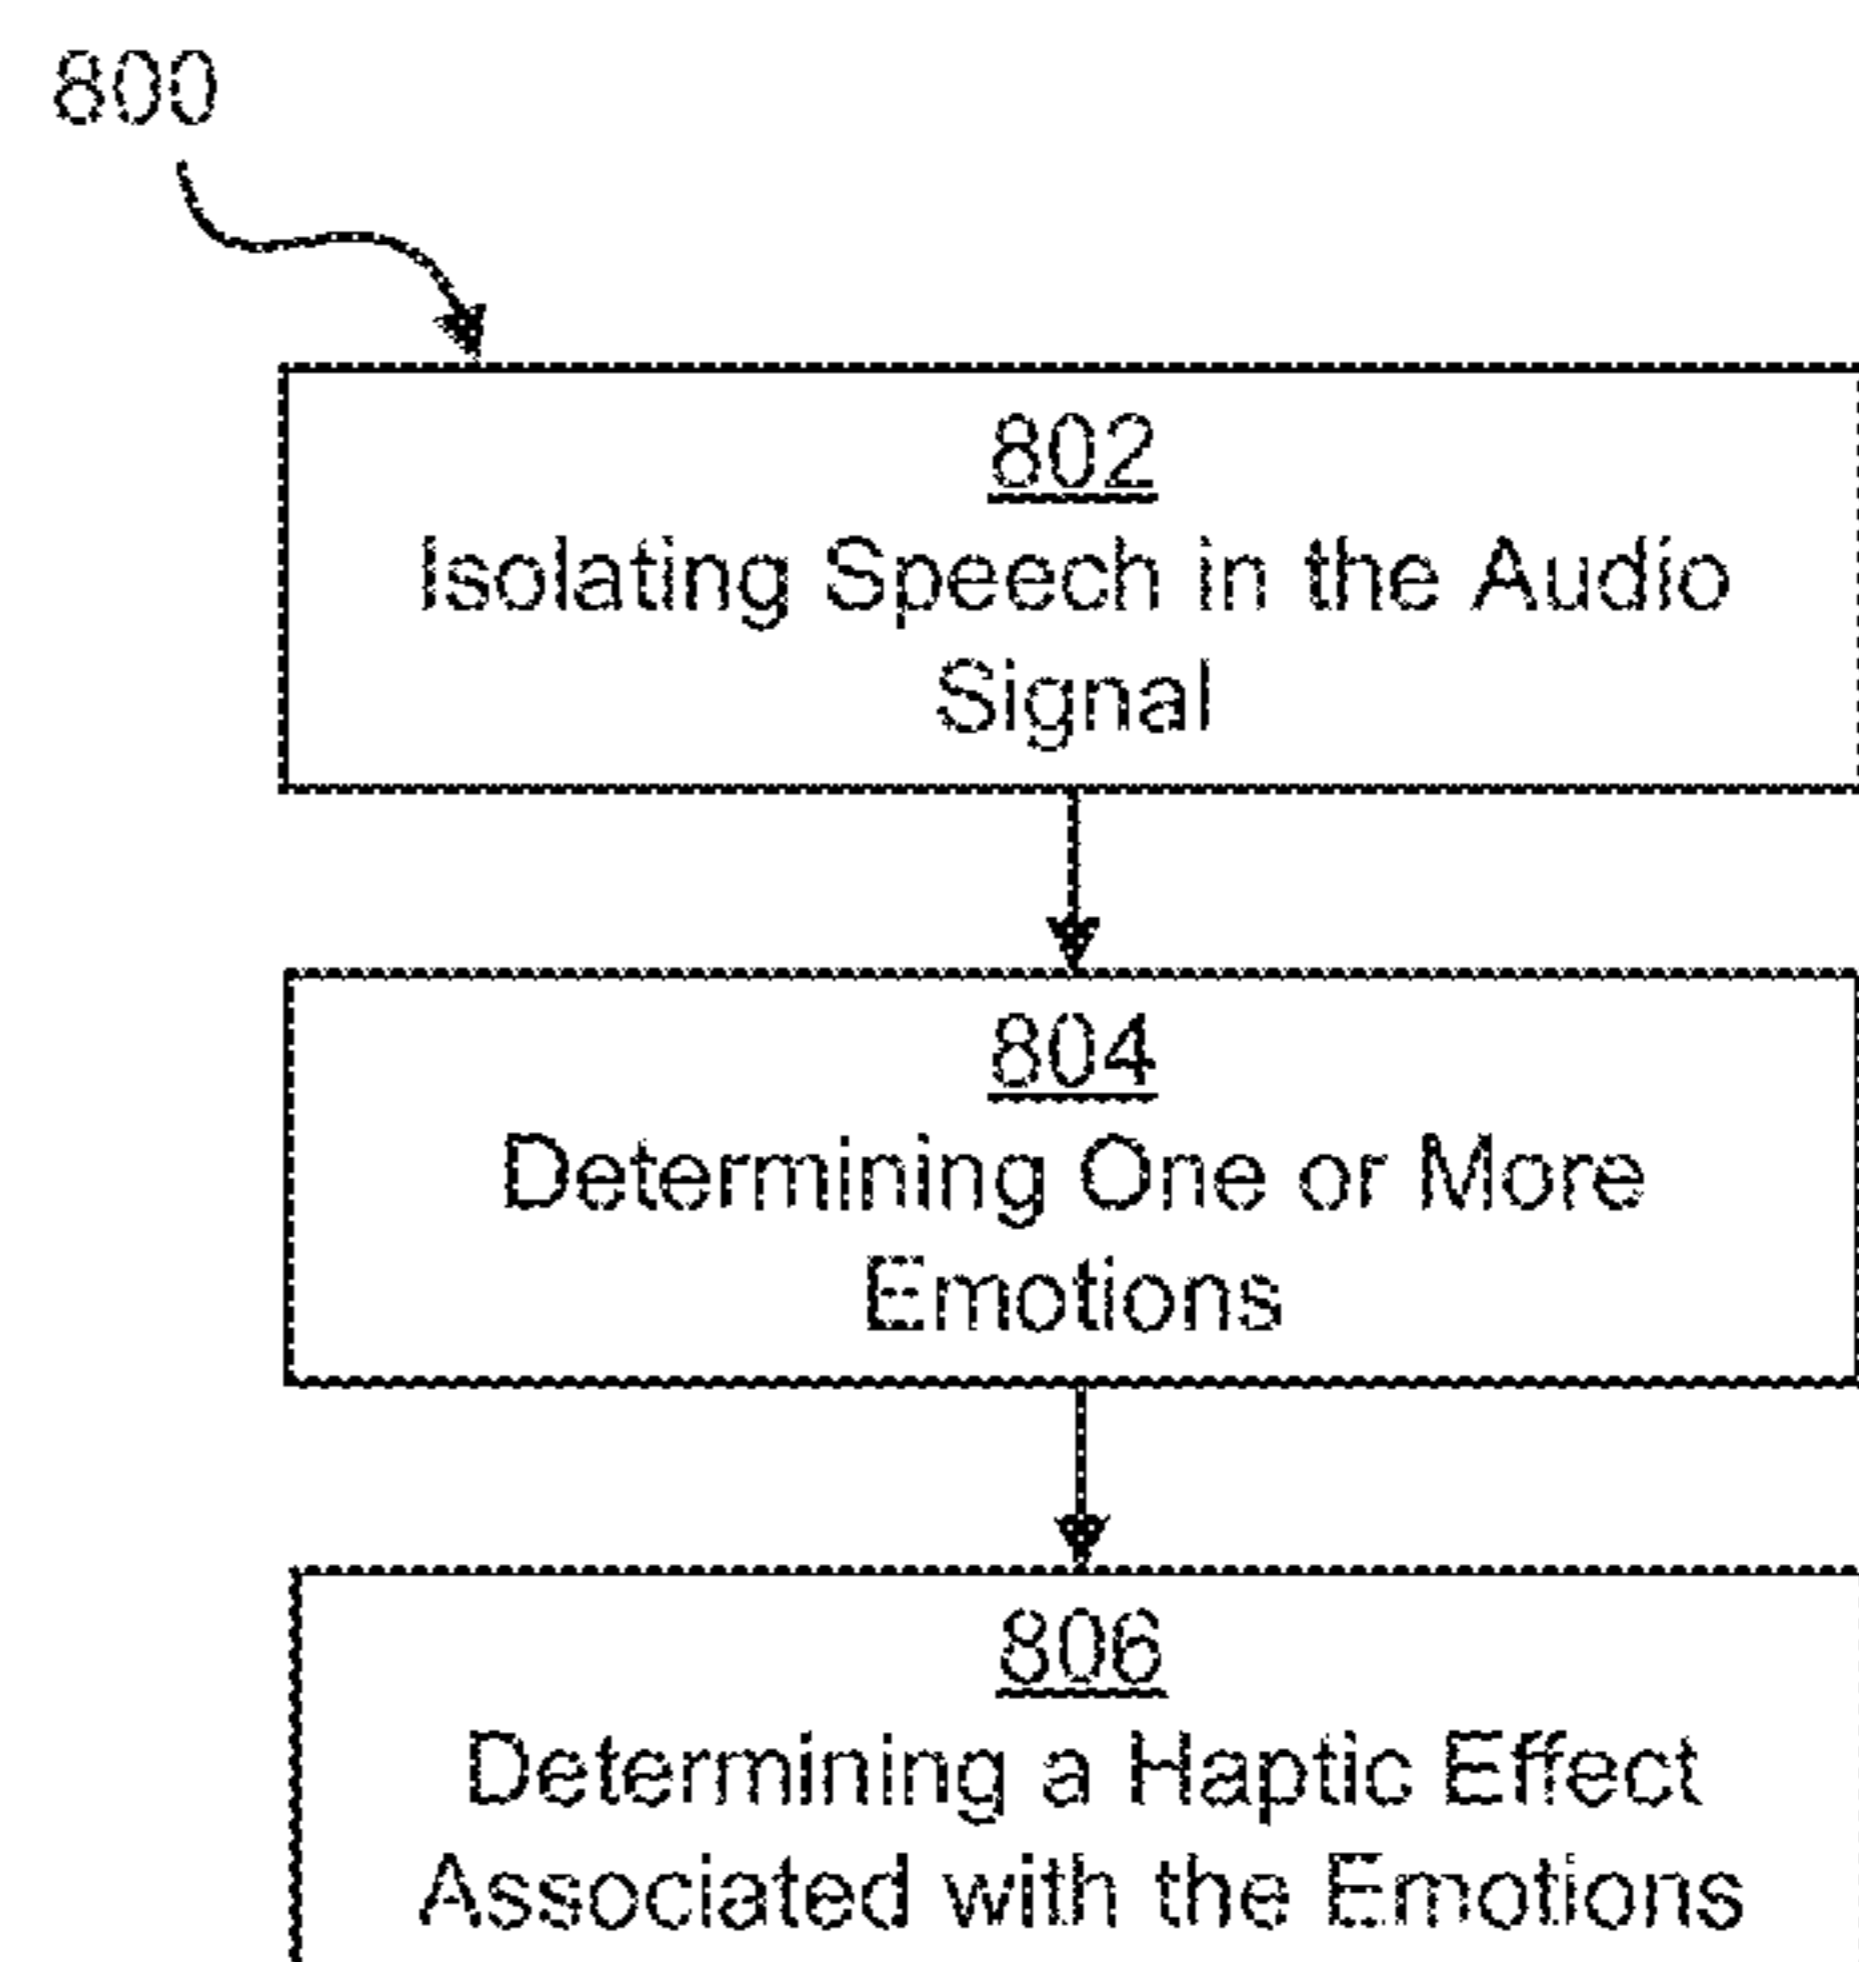 800
802
Isolating Speech in the Audio
Signal
804
Determining One or More
Emotions
806
Determining a Haptic Effect
Associated with the Emotions